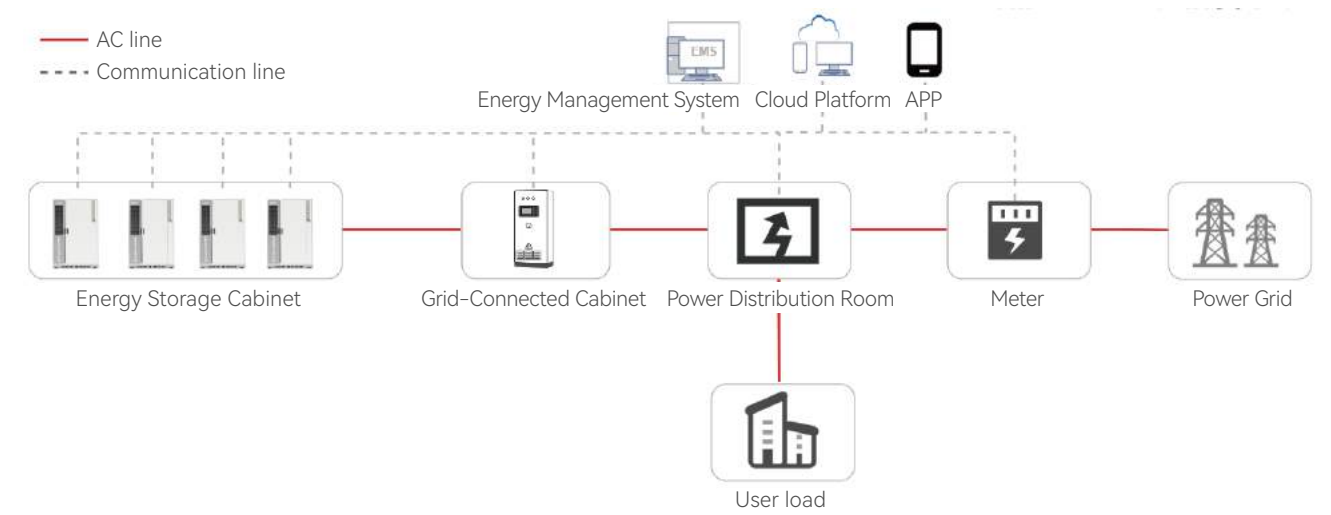 AC line
Communication line
EMS
Energy Management System
Cloud Platform
APP
Energy Storage Cabinet
Grid-Connected Cabinet
Power Distribution Room
Meter
Power Grid
User load